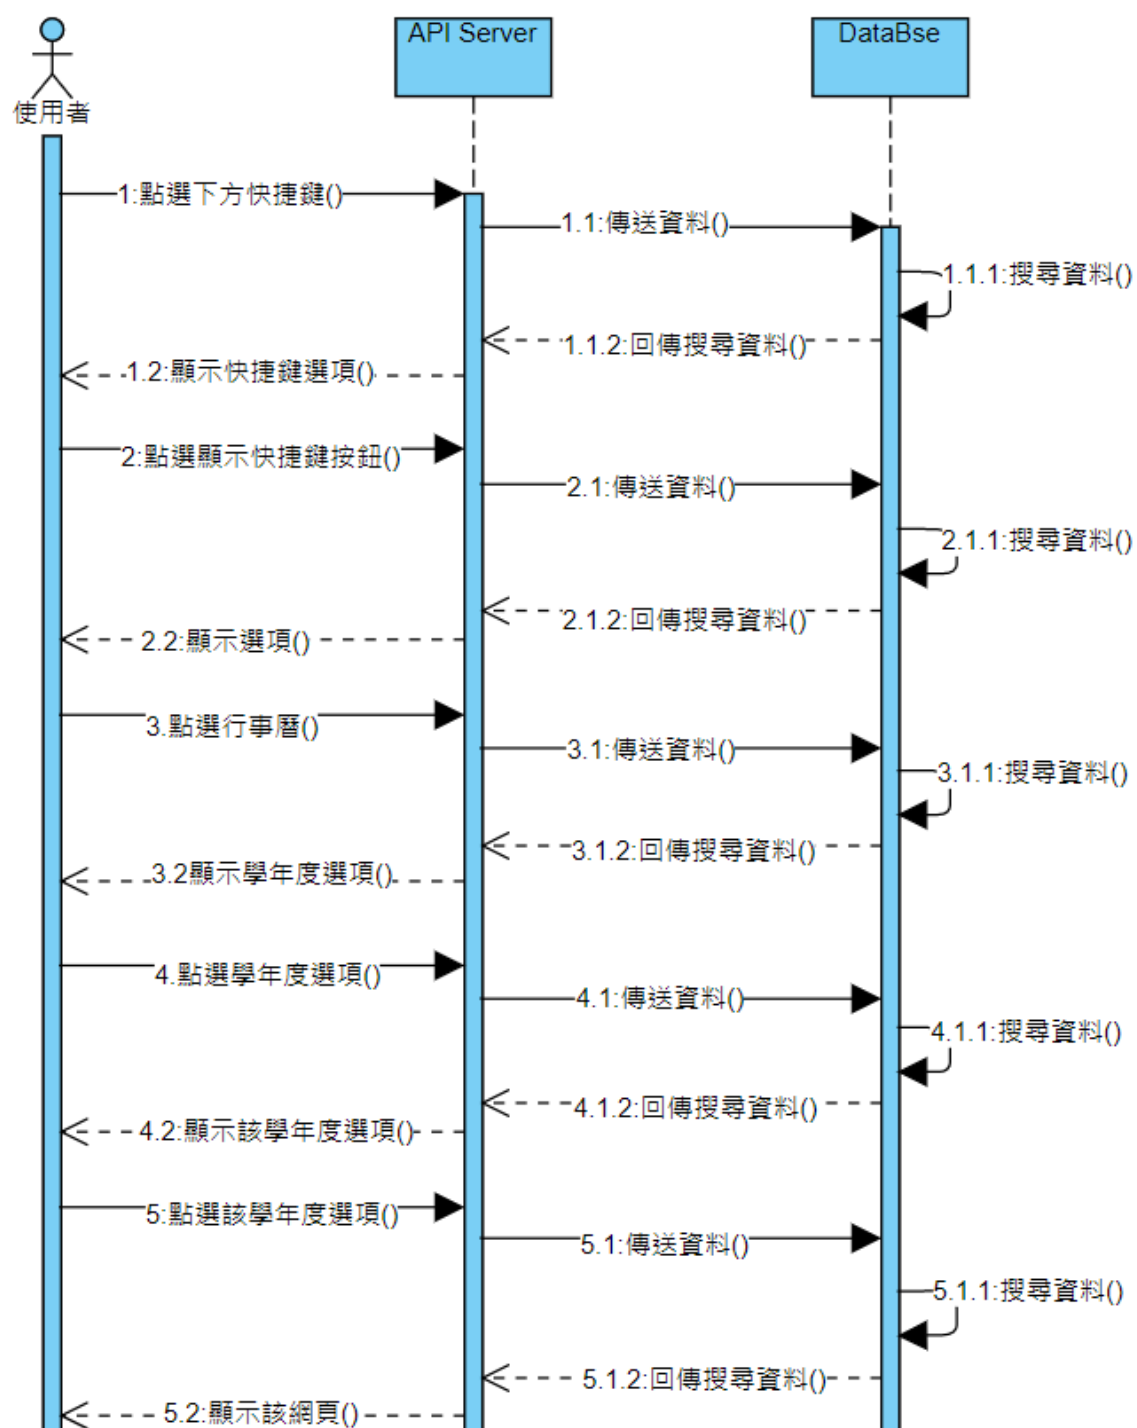 API Server
DataBse
使用者
1:點選下方快捷鍵()
1.1:傳送資料()
1.1.1:搜尋資料()
1.1.2:回傳搜尋資料()
1.2:顯示快捷鍵選項()
2:點選顯示快捷鍵按鈕()
2.1:傳送資料()
2.1.1:搜尋資料()
2.1.2:回傳搜尋資料()
2.2:顯示選項()
3.點選行事曆()
3.1:傳送資料()
3.1.1:搜尋資料()
3.1.2:回傳搜尋資料()
3.2顯示學年度選項()
4.點選學年度選項()
4.1:傳送資料()
4.1.1:搜尋資料()
4.1.2:回傳搜尋資料()
4.2:顯示該學年度選項()
5:點選該學年度選項()
5.1:傳送資料()
5.1.1:搜尋資料()
5.1.2:回傳搜尋資料()
5.2:顯示該網頁()